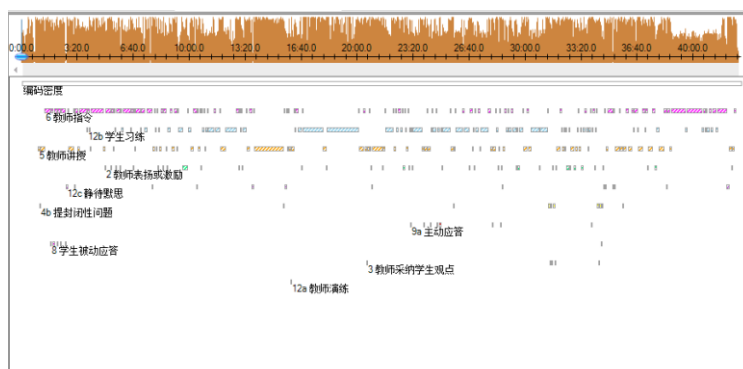 0:00.0 3:20.0 6:40.0 10:00.0 13:20.0 16:40.0 20:00.0 23:20.0 26:40.0 30:00.0 33:20.0 36:40.0 40:00.0
编码密度
6 教师指令
12b 学生习练
5 教师讲授
2 教师表扬或激励
12c 静待默思
4b 提封闭性问题
9a 主动应答
8 学生被动应答
3 教师采纳学生观点
12a 教师演练